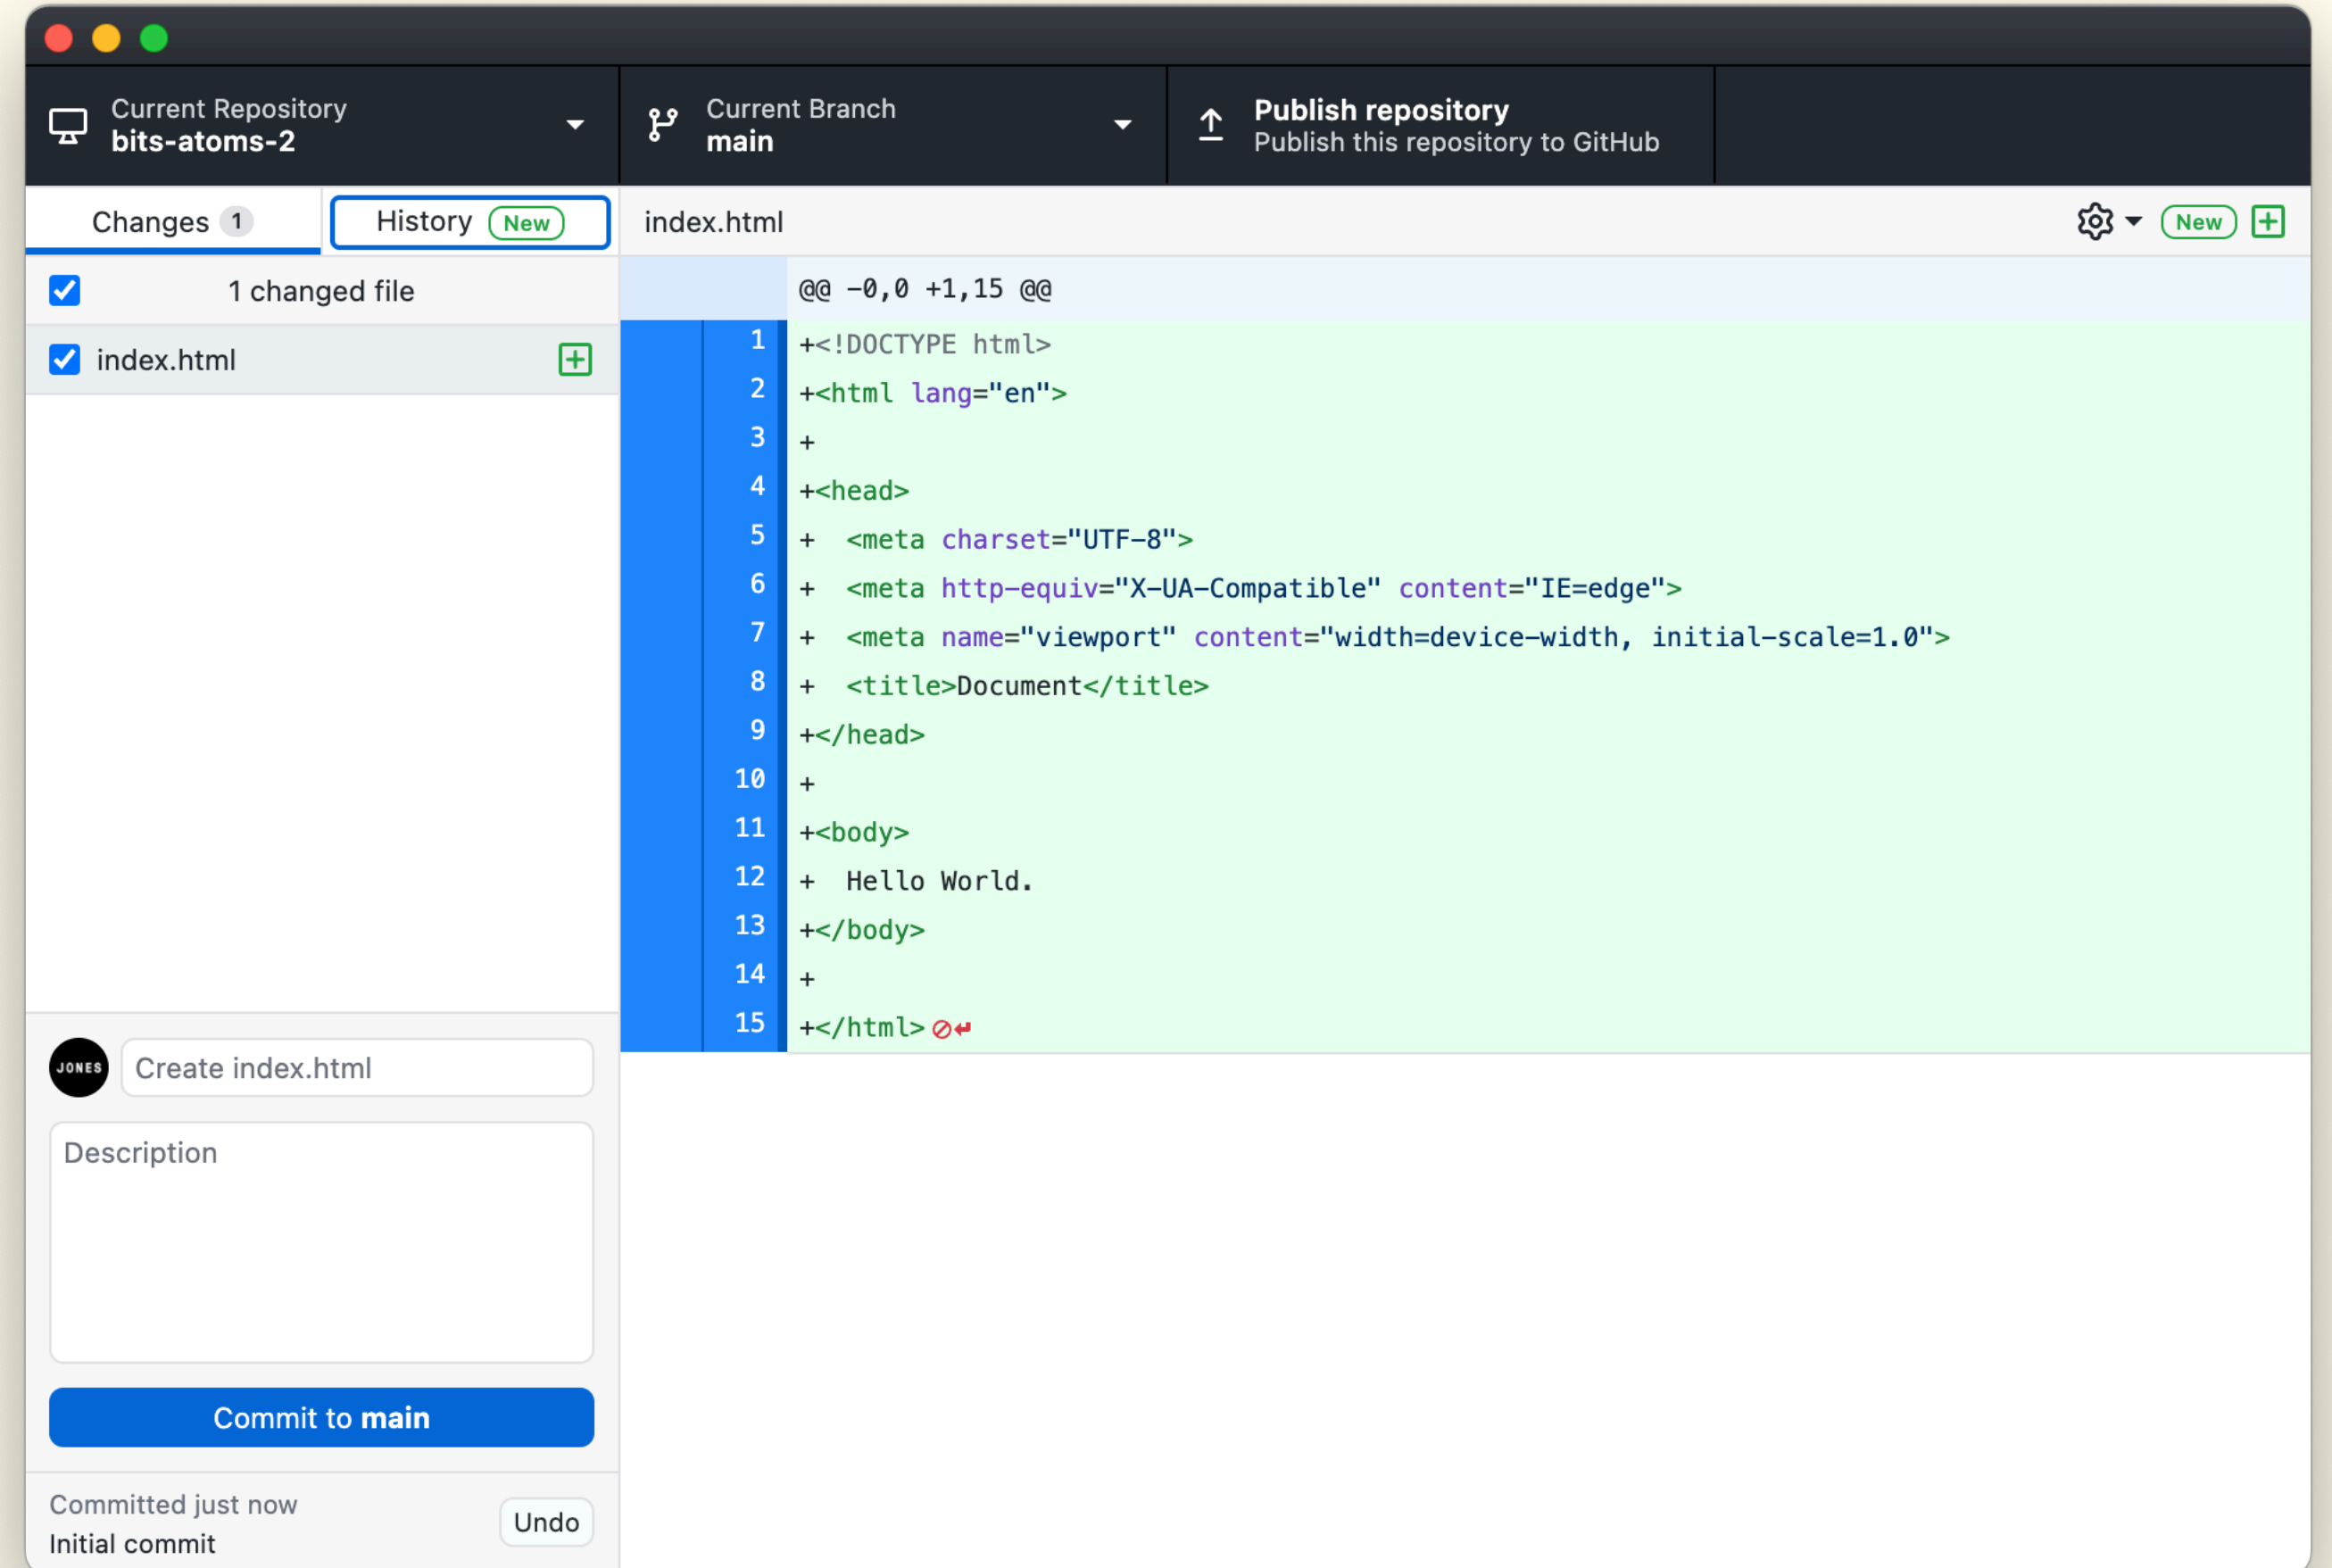 Current Repository
bits-atoms-2
Current Branch
main
Publish repository
Publish this repository to GitHub
Changes 1
History New
index.html
New
1 changed file
index.html
@@ -0,0 +1,15 @@
1 +<!DOCTYPE html>
2 +<html lang="en">
3 +
4 +<head>
5 +  <meta charset="UTF-8">
6 +  <meta http-equiv="X-UA-Compatible" content="IE=edge">
7 +  <meta name="viewport" content="width=device-width, initial-scale=1.0">
8 +  <title>Document</title>
9 +</head>
10 +
11 +<body>
12 +  Hello World.
13 +</body>
14 +
15 +</html>
JONES
Create index.html
Description
Commit to main
Committed just now
Initial commit
Undo